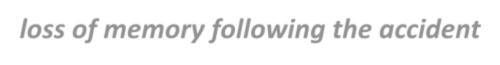 loss of memory following the accident